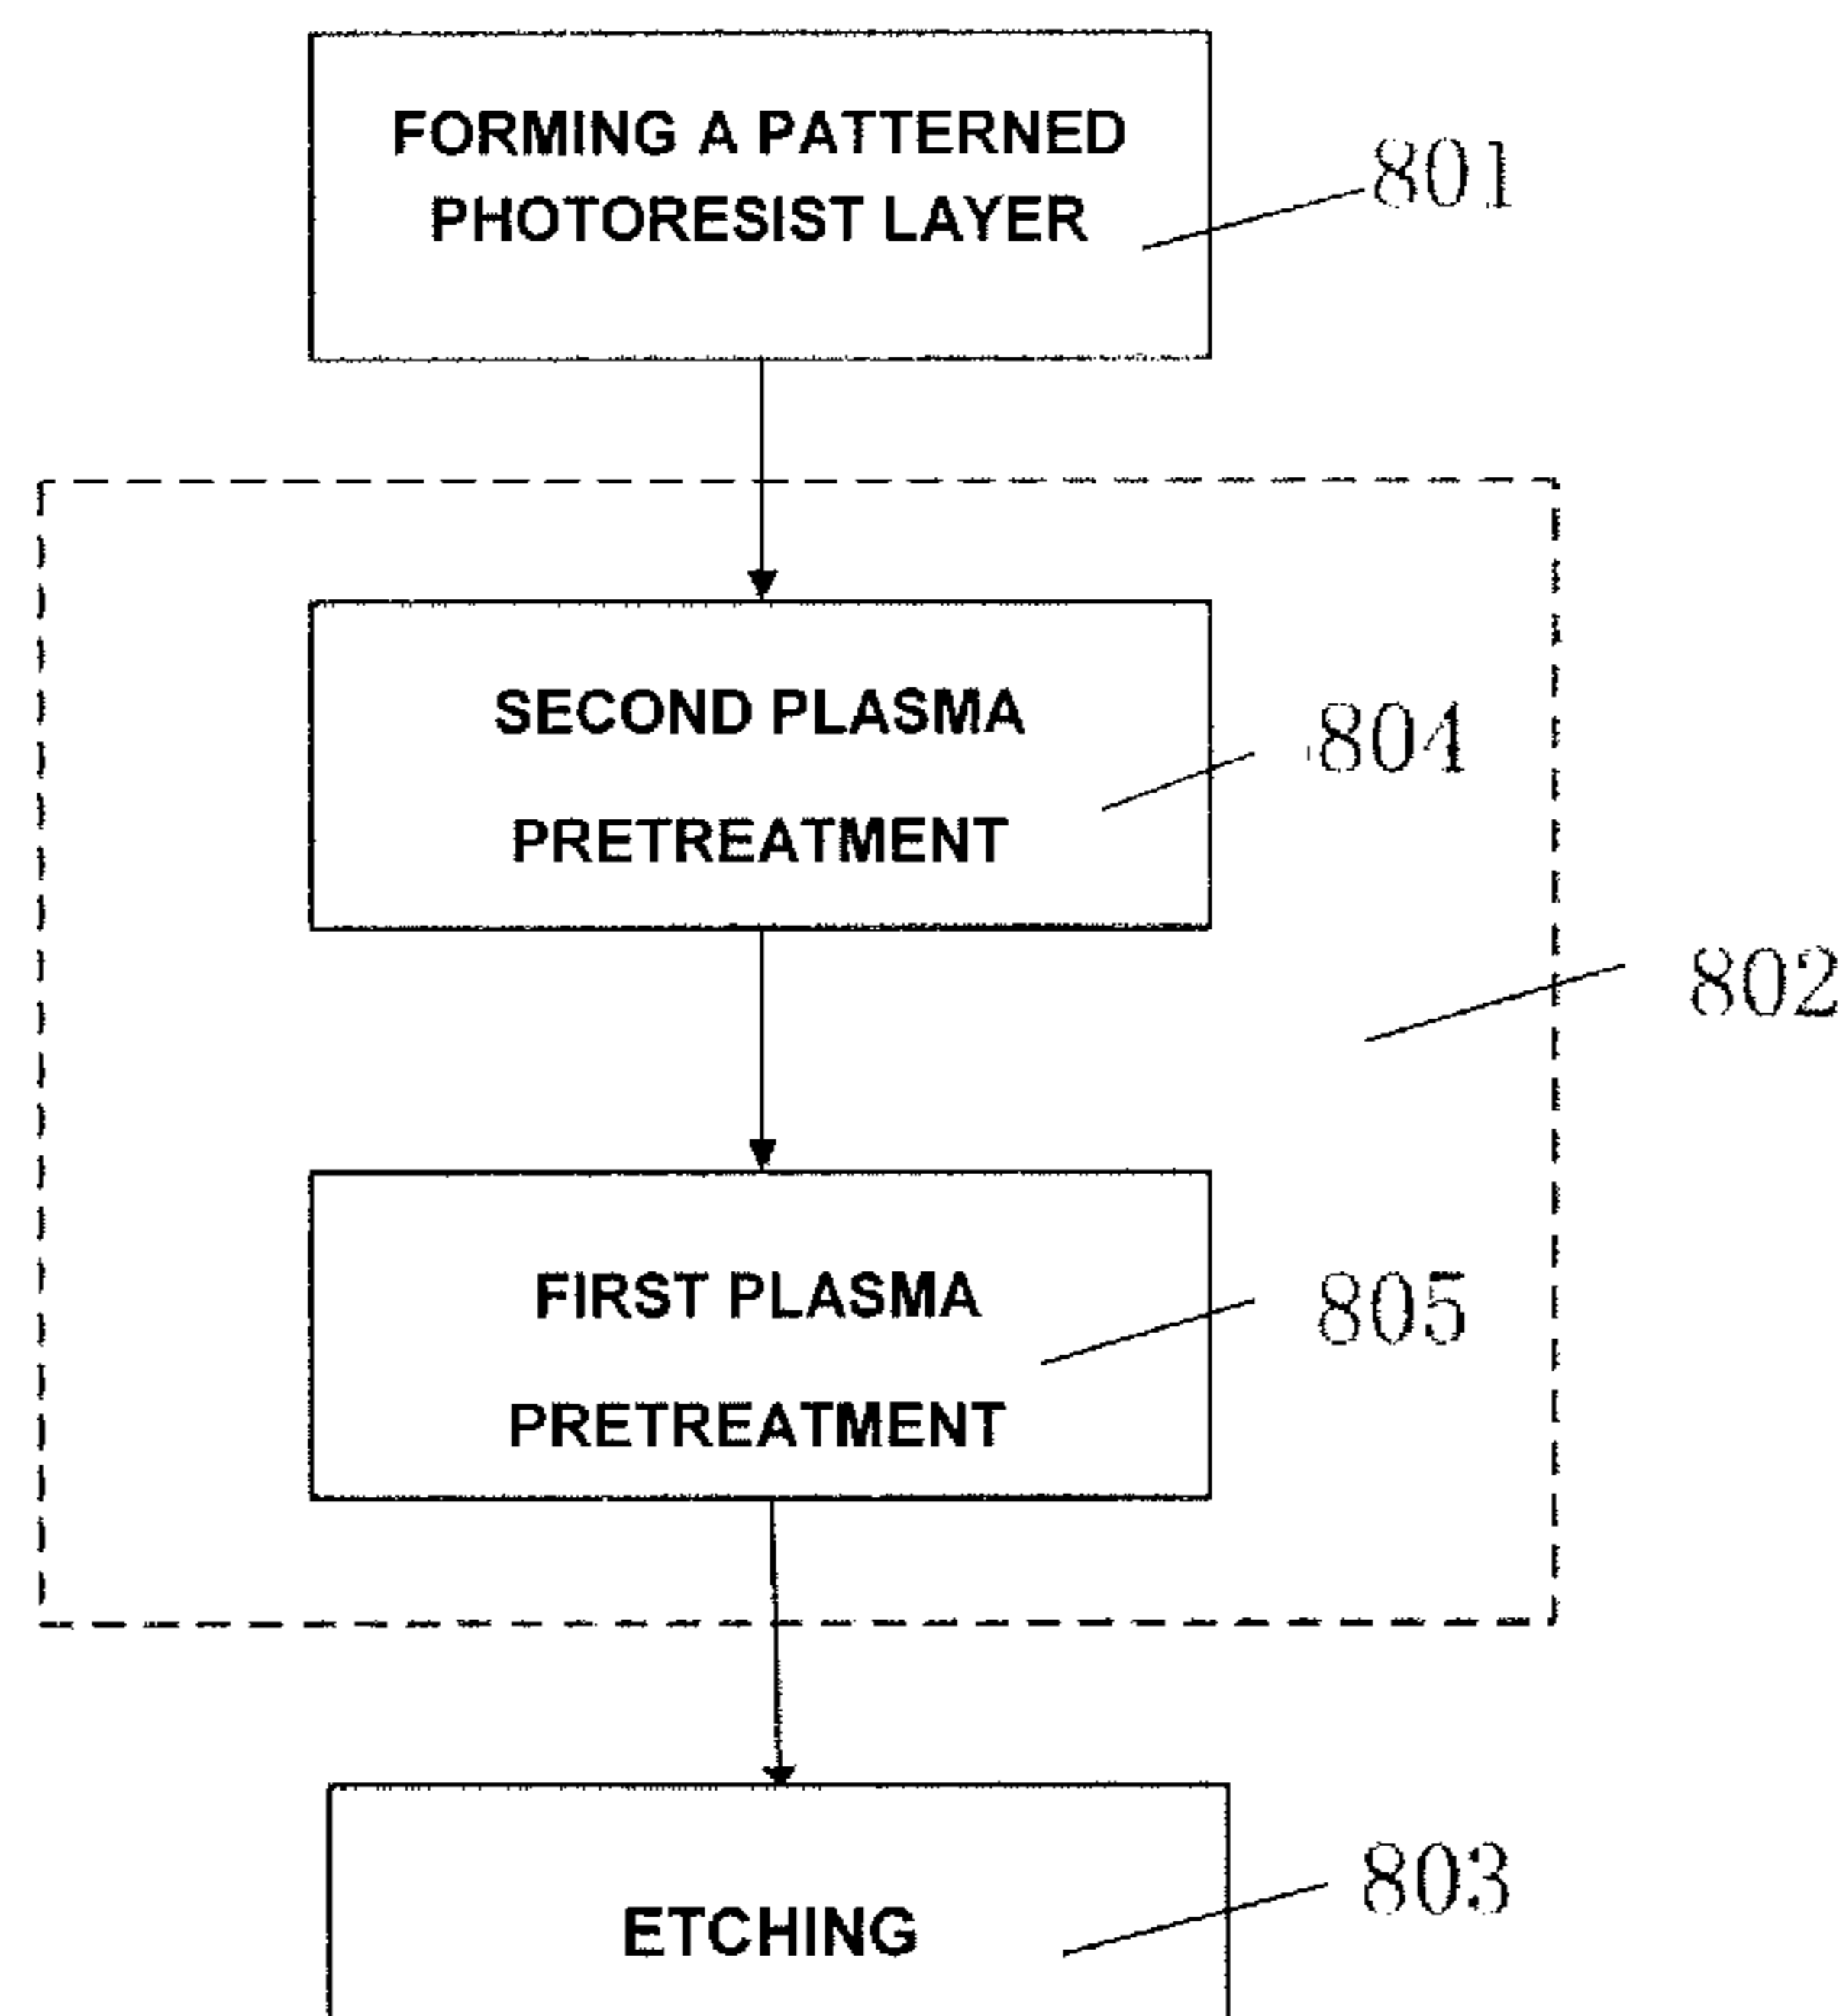 FORMING A PATTERNED
PHOTORESIST LAYER
801
SECOND PLASMA
PRETREATMENT
804
802
FIRST PLASMA
PRETREATMENT
805
ETCHING
803